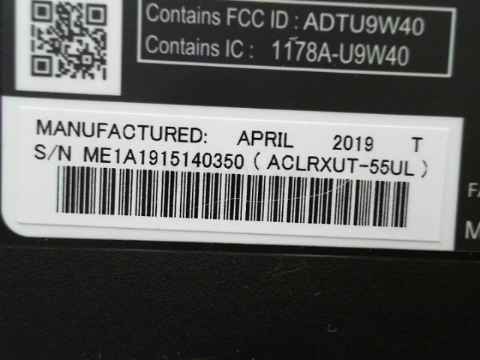 Contains FCC ID : ADTU9W40
Contains IC : 1178A-U9W40
MANUFACTURED: APRIL 2019 T
S/N ME1A1915140350 ( ACLRXUT-55UL )